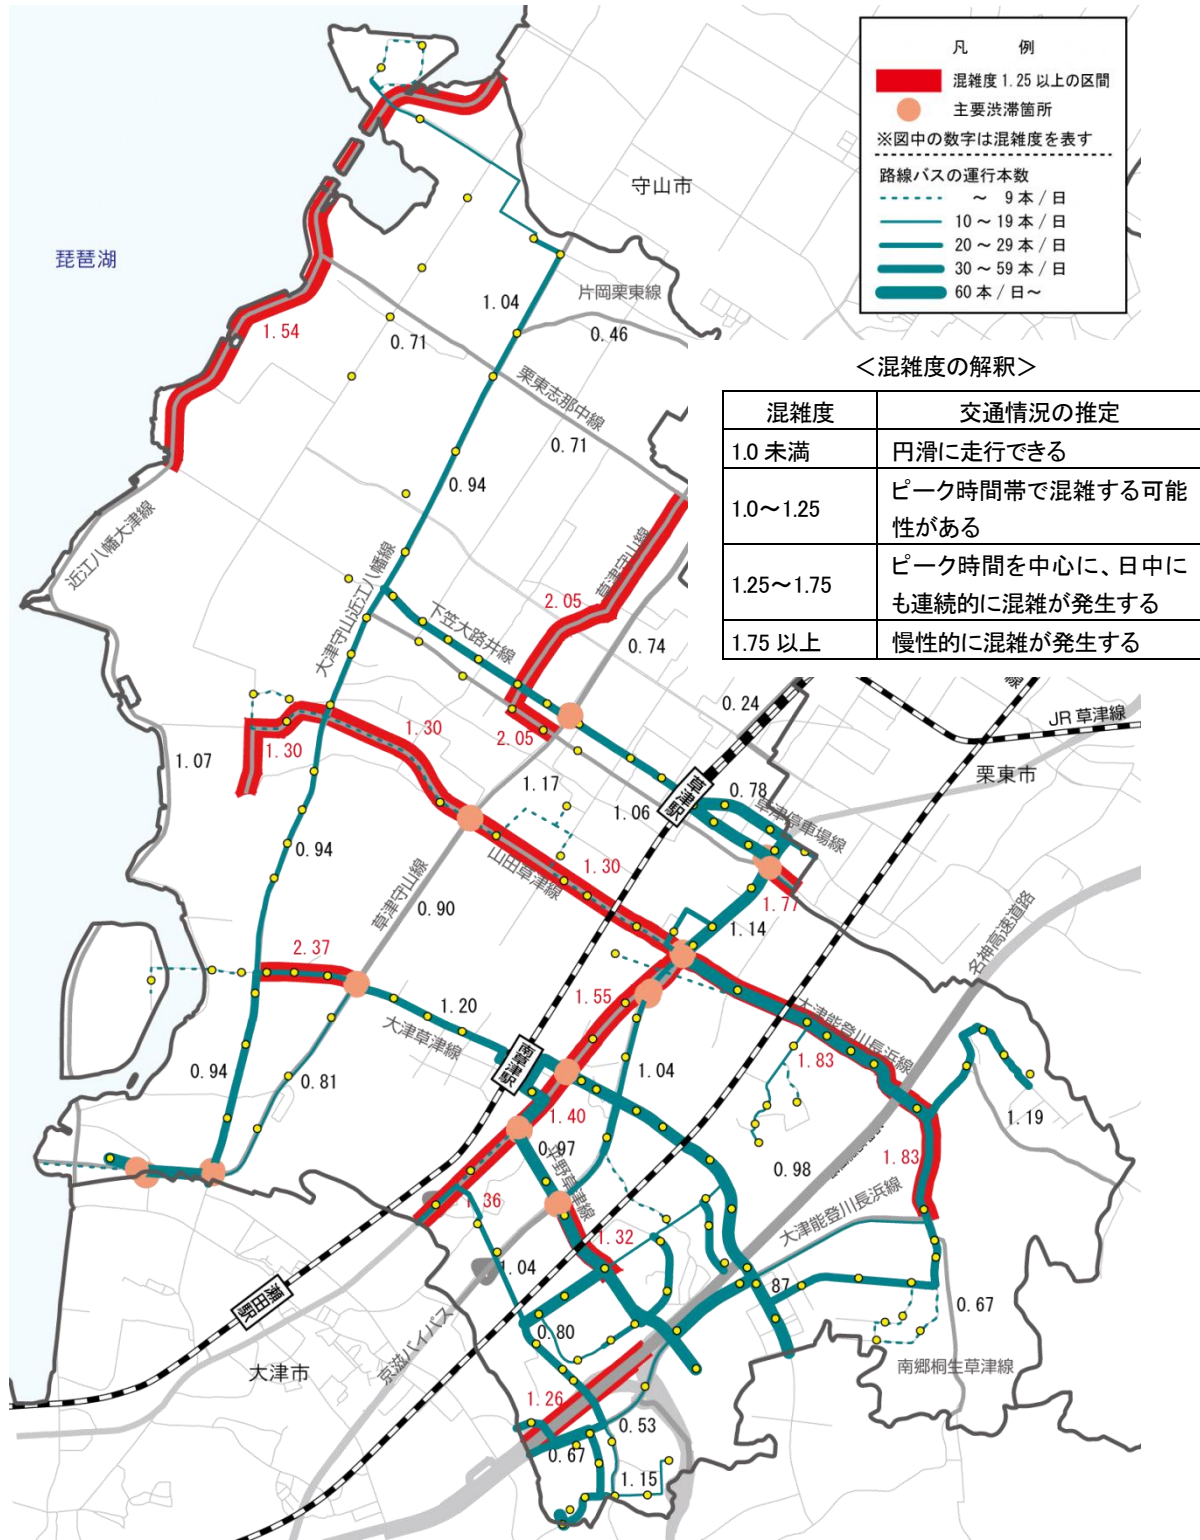 凡 例
混雑度 1.25 以上の区間
主要渋滞箇所
※図中の数字は混雑度を表す
路線バスの運行本数
～ 9 本 / 日
10 ～ 19 本 / 日
20 ～ 29 本 / 日
30 ～ 59 本 / 日
60 本 / 日～
＜混雑度の解釈＞
混雑度 交通情況の推定
1.0 未満 円滑に走行できる
1.0～1.25 ピーク時間帯で混雑する可能
性がある
1.25～1.75 ピーク時間を中心に、日中に
も連続的に混雑が発生する
1.75 以上 慢性的に混雑が発生する
守山市
琵琶湖
片岡栗東線
1.04
1.54
0.71
0.46
栗東志那中線
0.71
0.94
近江八幡大津線
大津守山近江八幡線
草津守山線
2.05
下笠大路井線
0.74
0.24
JR 草津線
栗東市
1.07
1.30
1.30
2.05
1.17
草津駅
0.78
1.06
草津停車場線
0.94
山田草津線
1.30
1.77
草津守山線
0.90
1.14
名神高速道路
2.37
1.55
1.20
大津草津線
大津能登川長浜線
南草津駅
1.04
1.83
0.94
0.81
1.40
1.19
0.97
平野草津線
0.98
1.83
1.36
大津能登川長浜線
1.32
1.04
87
瀬田駅
0.80
0.67
京滋バイパス
大津市
南郷桐生草津線
1.26
0.53
0.67
1.15